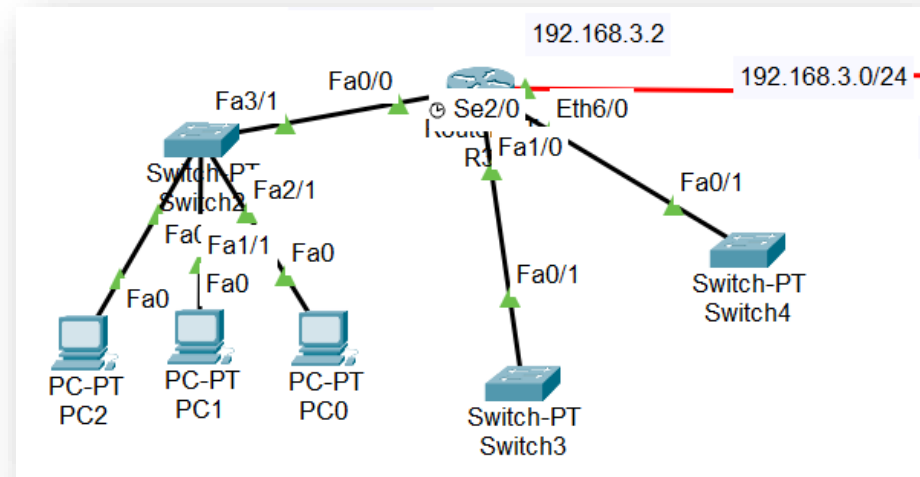 192.168.3.2
192.168.3.0/24
Fa0/0
Fa3/1
Se2/0
Eth6/0
R3
Fa1/0
Switch-PT
Switch2
Fa2/1
Fa0/1
Fa1/1
Fa0
Fa0
Fa0
Fa0/1
Switch-PT
Switch4
PC-PT
PC2
PC-PT
PC1
PC-PT
PC0
Switch-PT
Switch3